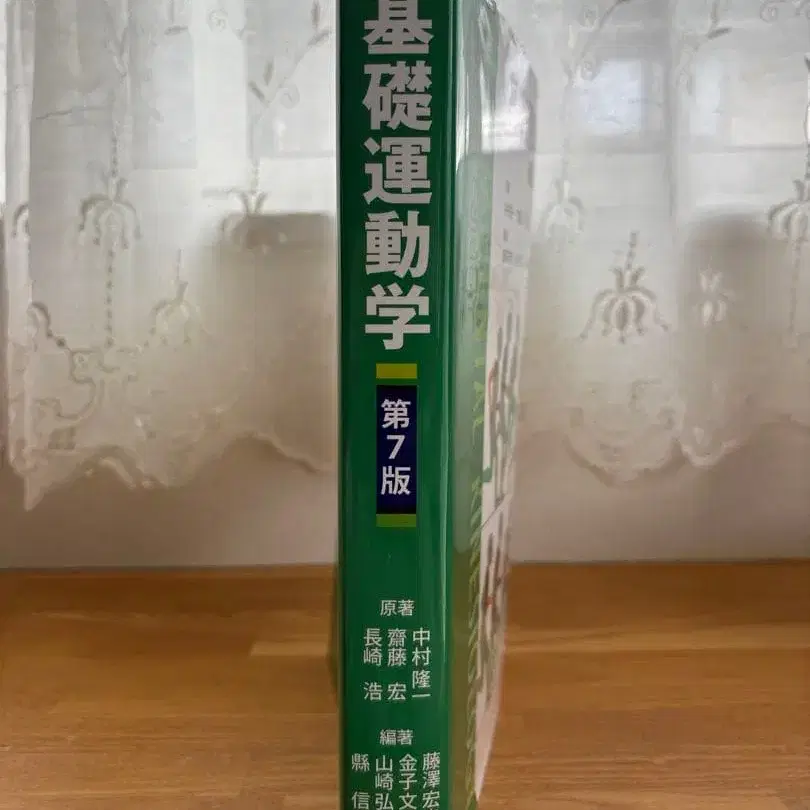 基礎運動学
第7版
原著
中村隆一
齋藤 宏
長崎 浩
編著
藤澤宏
金子文
山崎弘
縣 信